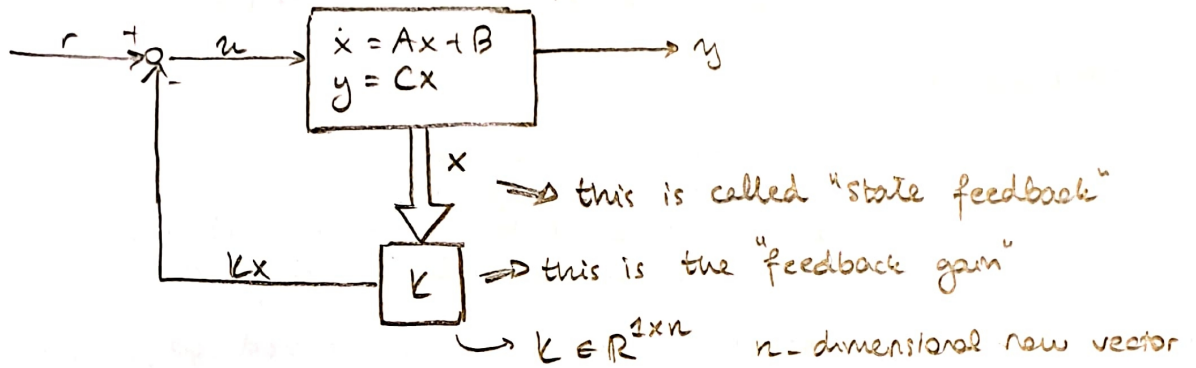 r + u ẋ = Ax + B y
-
y = Cx
x
⇒ this is called "state feedback"
kx k ⇒ this is the "feedback gain"
→ k ∈ R^{1×n} n-dimensional row vector